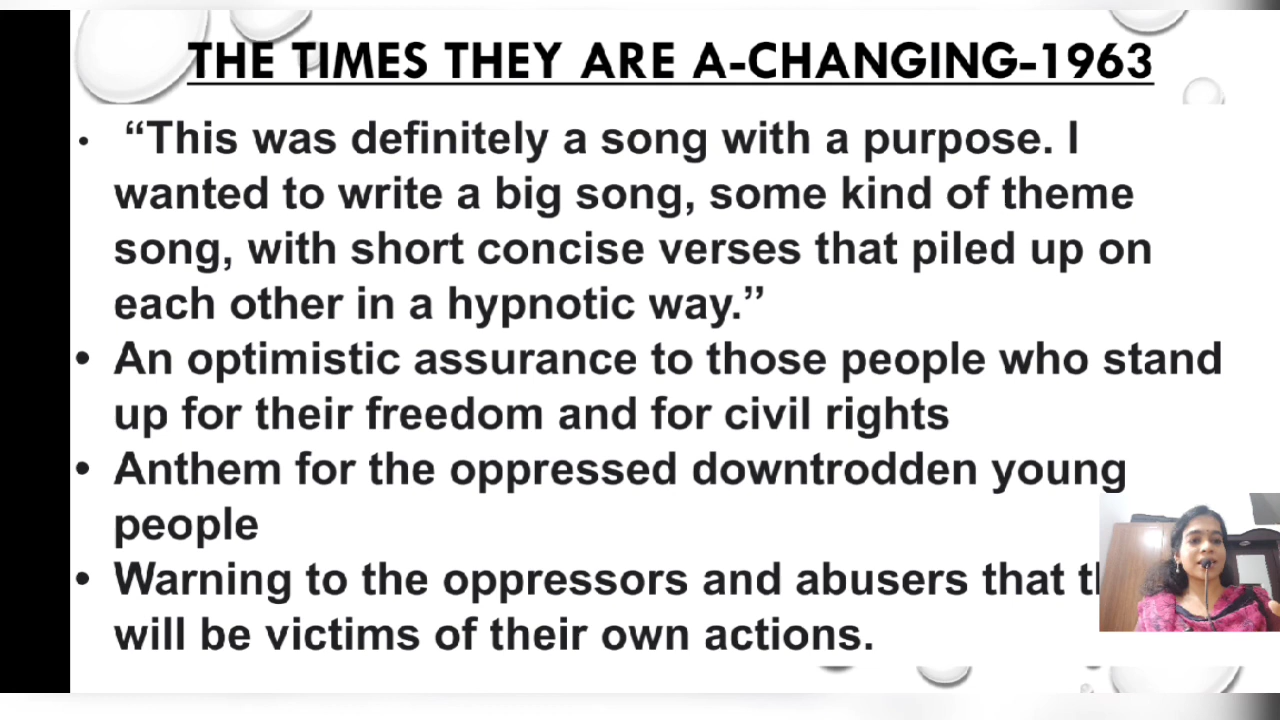 THE TIMES THEY ARE A-CHANGING-1963
• “This was definitely a song with a purpose. I
wanted to write a big song, some kind of theme
song, with short concise verses that piled up on
each other in a hypnotic way.”
• An optimistic assurance to those people who stand
up for their freedom and for civil rights
• Anthem for the oppressed downtrodden young
people
• Warning to the oppressors and abusers that
will be victims of their own actions.